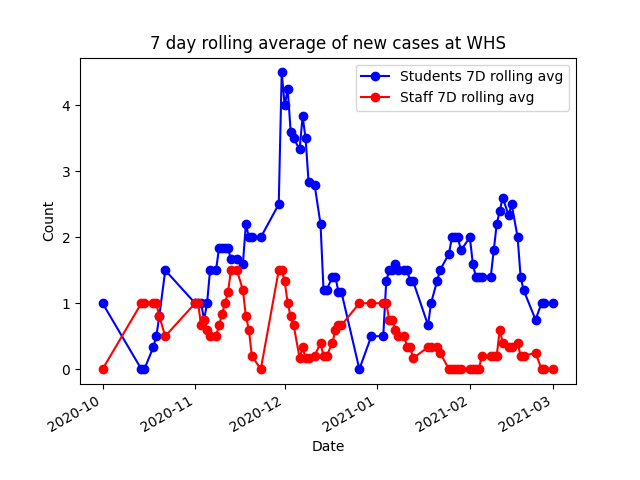 7 day rolling average of new cases at WHS
Students 7D rolling avg
Staff 7D rolling avg
Count
4
3
2
1
0
2020-10
2020-11
2020-12
2021-01
2021-02
2021-03
Date